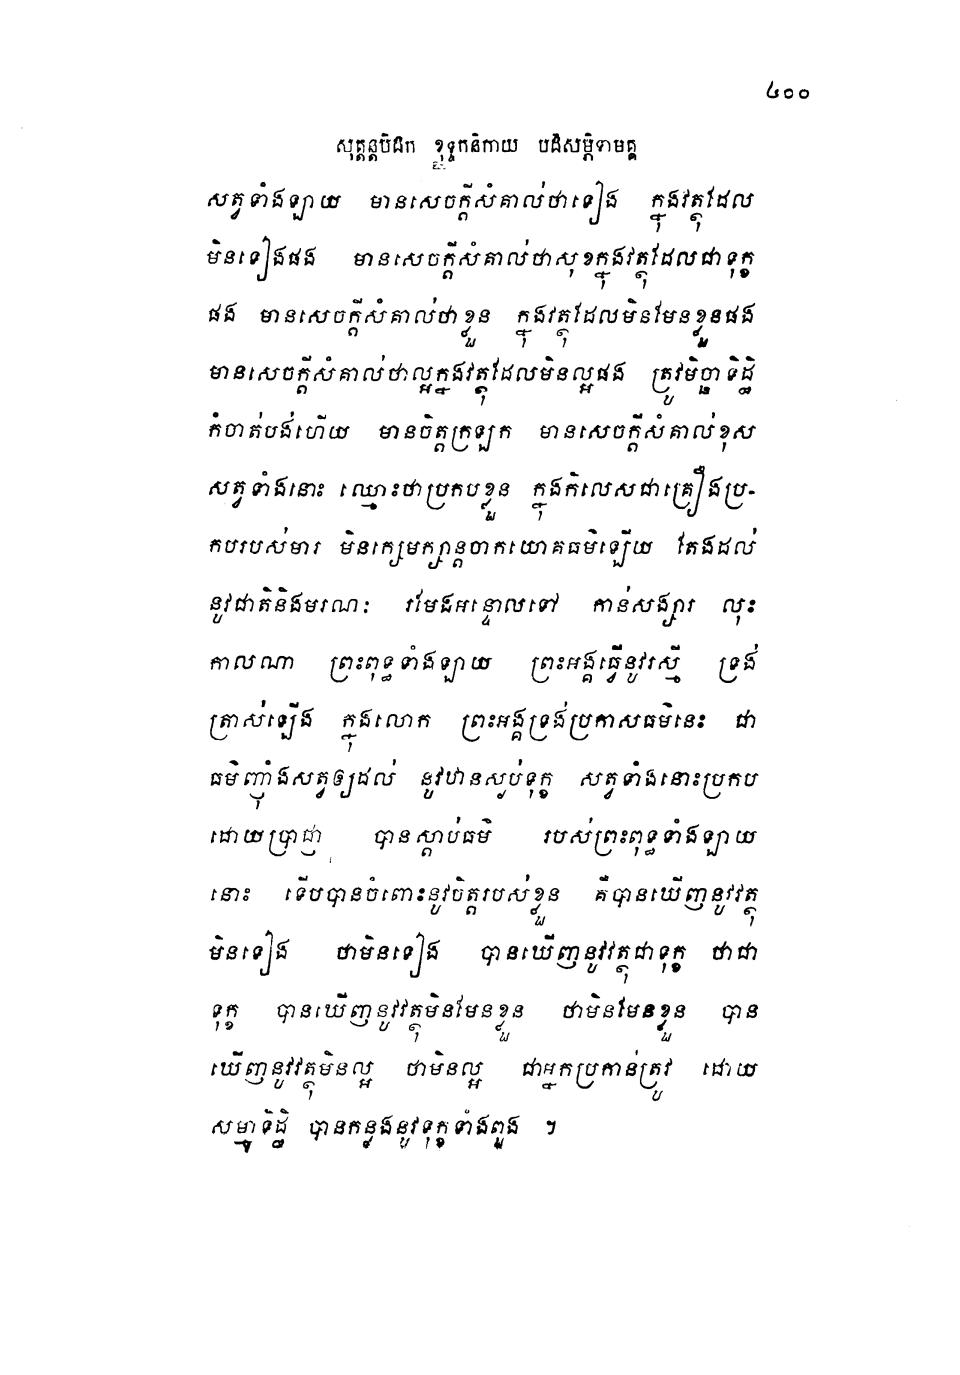 ៤០០
សុត្តន្តបិដក ខុទ្ទកនិកាយ បដិសម្ភិទាមគ្គ
សត្វទាំងឡាយ មានសេចក្តីសំគាល់ថាទៀង ក្នុងវត្ថុដែល
មិនទៀងផង មានសេចក្តីសំគាល់ថាសុខក្នុងវត្ថុដែលជាទុក្ខ
ផង មានសេចក្តីសំគាល់ថាខ្លួន ក្នុងវត្ថុដែលមិនមែនខ្លួនផង
មានសេចក្តីសំគាល់ថាល្អក្នុងវត្ថុដែលមិនល្អផង ត្រូវមិច្ឆាទិដ្ឋិ
កំចាត់បង់ហើយ មានចិត្តក្រឡុក មានសេចក្តីសំគាល់ខុស
សត្វទាំងនោះ ឈ្មោះថាប្រកបខ្លួន ក្នុងកិលេសជាគ្រឿងប្រ-
កបរបស់មារ មិនក្សេមក្សាន្តចាកយោគធម៌ឡើយ តែងដល់
នូវជាតិនិងមរណៈ រមែងអន្ទោលទៅ កាន់សង្សារ លុះ
កាលណា ព្រះពុទ្ធទាំងឡាយ ព្រះអង្គធ្វើនូវរស្មី ទ្រង់
ត្រាស់ឡើង ក្នុងលោក ព្រះអង្គទ្រង់ប្រកាសធម៌នេះ ជា
ធម៌ញ៉ាំងសត្វឲ្យដល់ នូវឋានស្ងប់ទុក្ខ សត្វទាំងនោះប្រកប
ដោយប្រាជ្ញា បានស្តាប់ធម៌ របស់ព្រះពុទ្ធទាំងឡាយ
នោះ ទើបបានចំពោះនូវចិត្តរបស់ខ្លួន គឺបានឃើញនូវវត្ថុ
មិនទៀង ថាមិនទៀង បានឃើញនូវវត្ថុជាទុក្ខ ថាជា
ទុក្ខ បានឃើញនូវវត្ថុមិនមែនខ្លួន ថាមិនមែនខ្លួន បាន
ឃើញនូវវត្ថុមិនល្អ ថាមិនល្អ ជាអ្នកប្រកាន់ត្រូវ ដោយ
សម្មាទិដ្ឋិ បានកន្លងនូវទុក្ខទាំងពួង ។